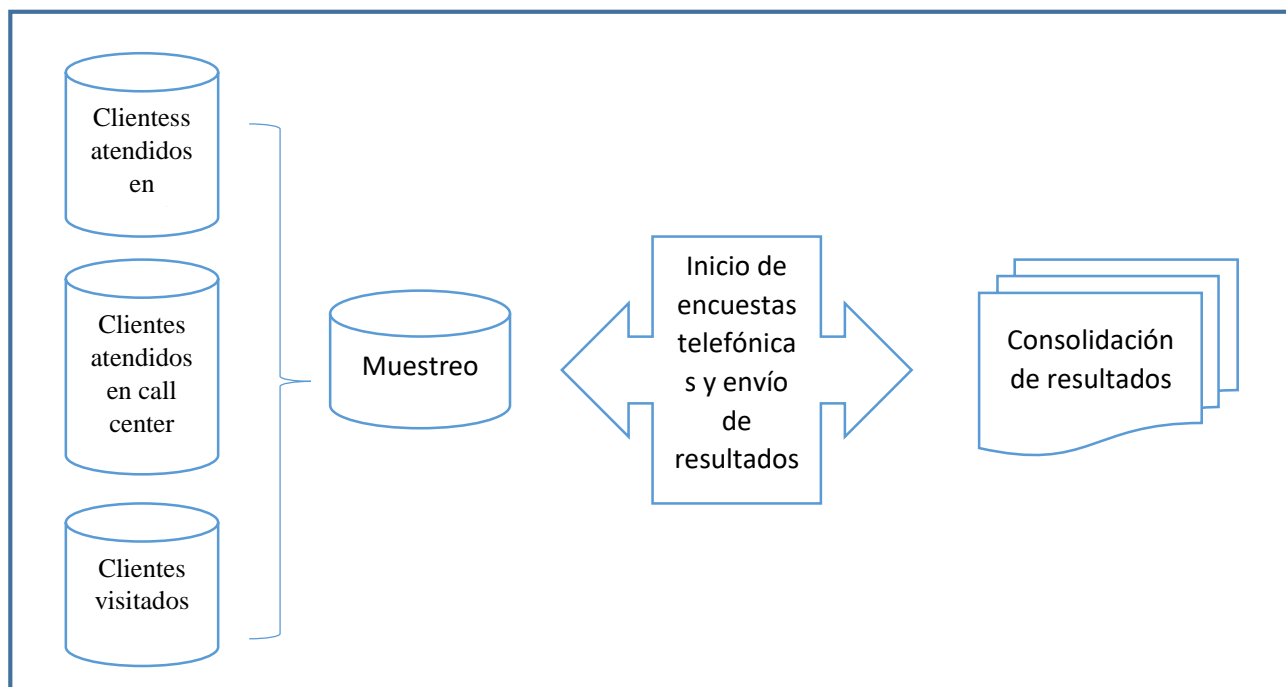 Clientess
atendidos
en
Clientes
atendidos
en call
center
Clientes
visitados
Muestreo
Inicio de
encuestas
telefónica
s y envío
de
resultados
Consolidación
de resultados